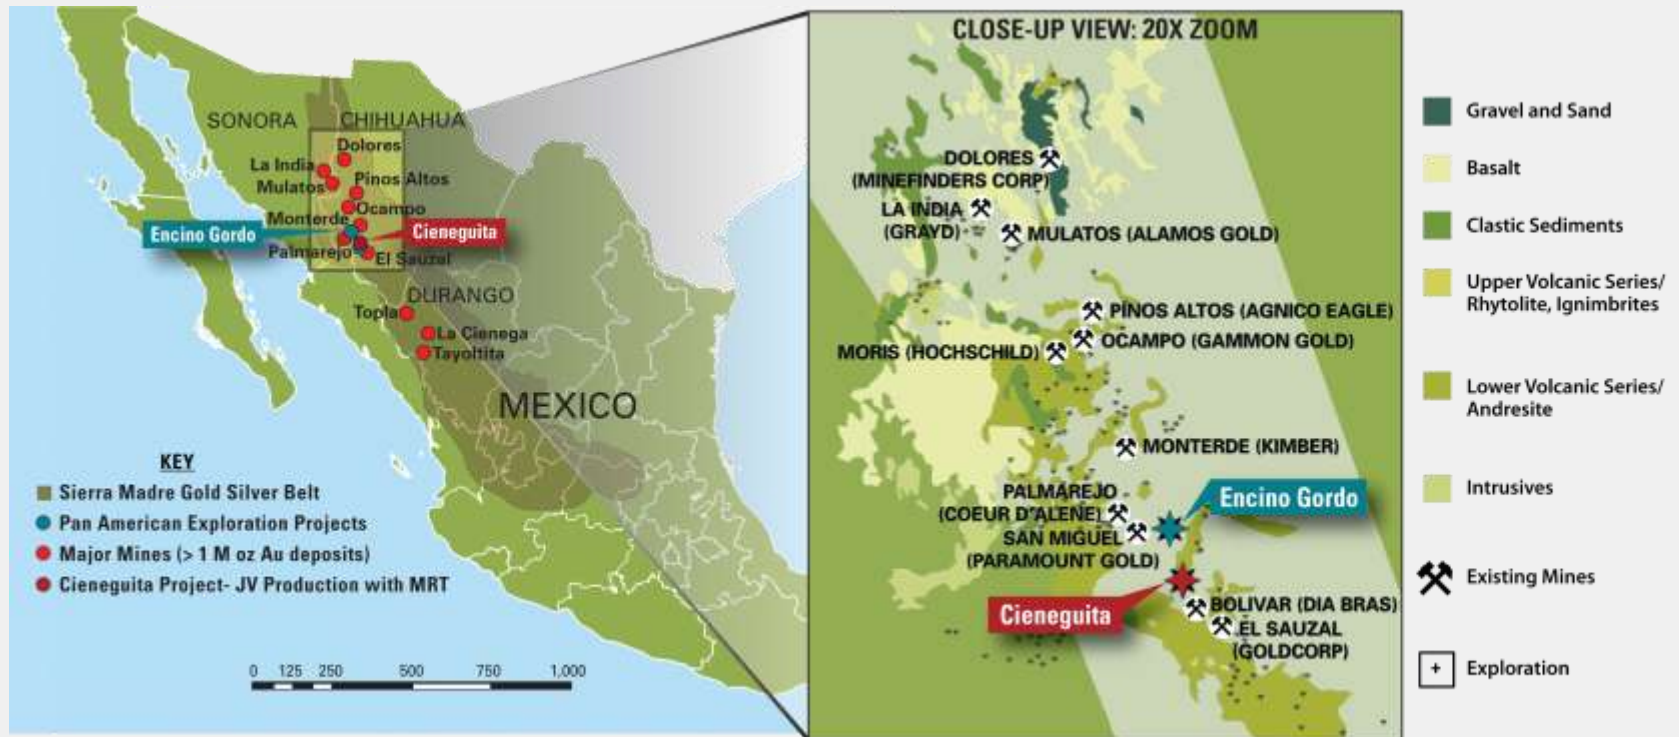 SONORA
CHIHUAHUA
Dolores
La India
Mulatos
Pinos Altos
Ocampo
Monterde
Encino Gordo
Cieneguita
Palmarejo
El Sauzal
DURANGO
Topla
La Cienega
Tayoltita
MEXICO
KEY
Sierra Madre Gold Silver Belt
Pan American Exploration Projects
Major Mines (> 1 M oz Au deposits)
Cieneguita Project- JV Production with MRT
0 125 250 500 750 1,000
CLOSE-UP VIEW: 20X ZOOM
DOLORES
(MINEFINDERS CORP)
LA INDIA
(GRAYD)
MULATOS (ALAMOS GOLD)
PINOS ALTOS (AGNICO EAGLE)
OCAMPO (GAMMON GOLD)
MORIS (HOCHSCHILD)
MONTERDE (KIMBER)
PALMAREJO
(COEUR D'ALENE)
SAN MIGUEL
(PARAMOUNT GOLD)
Encino Gordo
Cieneguita
BOLIVAR (DIA BRAS)
EL SAUZAL
(GOLDCORP)
Gravel and Sand
Basalt
Clastic Sediments
Upper Volcanic Series/
Rhytolite, Ignimbrites
Lower Volcanic Series/
Andresite
Intrusives
Existing Mines
Exploration